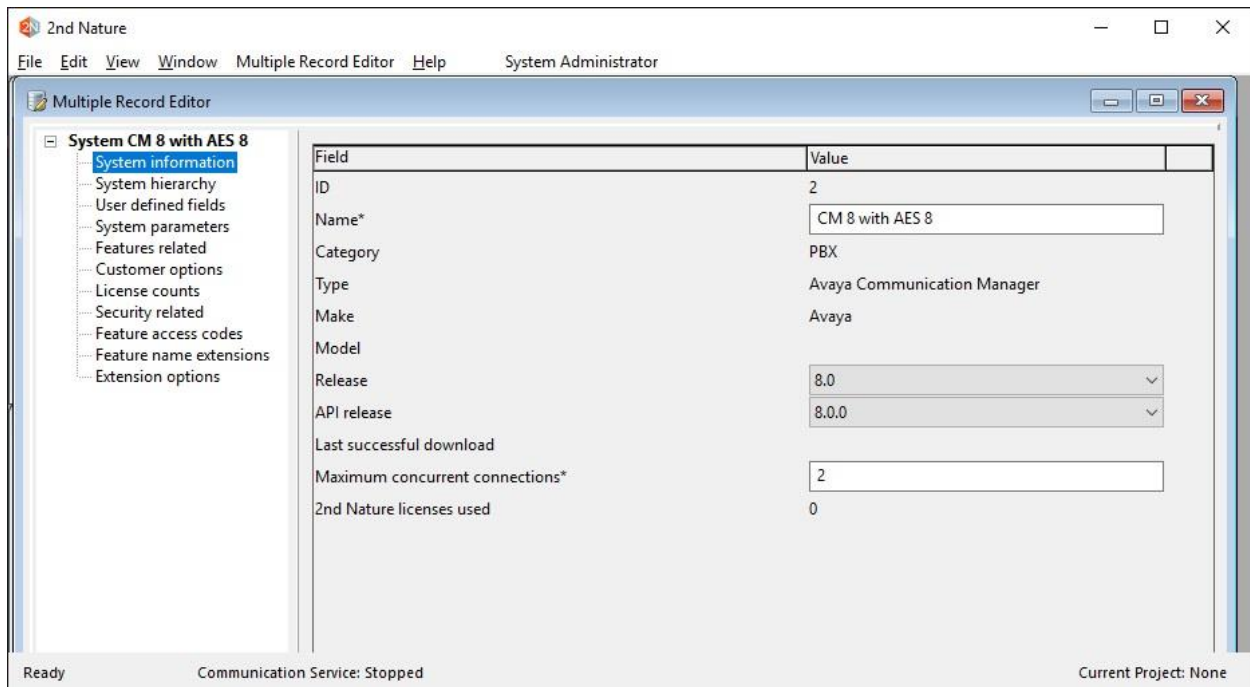 2nd Nature
File Edit View Window Multiple Record Editor Help System Administrator
Multiple Record Editor
System CM 8 with AES 8
System information
System hierarchy
User defined fields
System parameters
Features related
Customer options
License counts
Security related
Feature access codes
Feature name extensions
Extension options
Field Value
ID 2
Name* CM 8 with AES 8
Category PBX
Type Avaya Communication Manager
Make Avaya
Model
Release 8.0
API release 8.0.0
Last successful download
Maximum concurrent connections* 2
2nd Nature licenses used 0
Ready Communication Service: Stopped Current Project: None